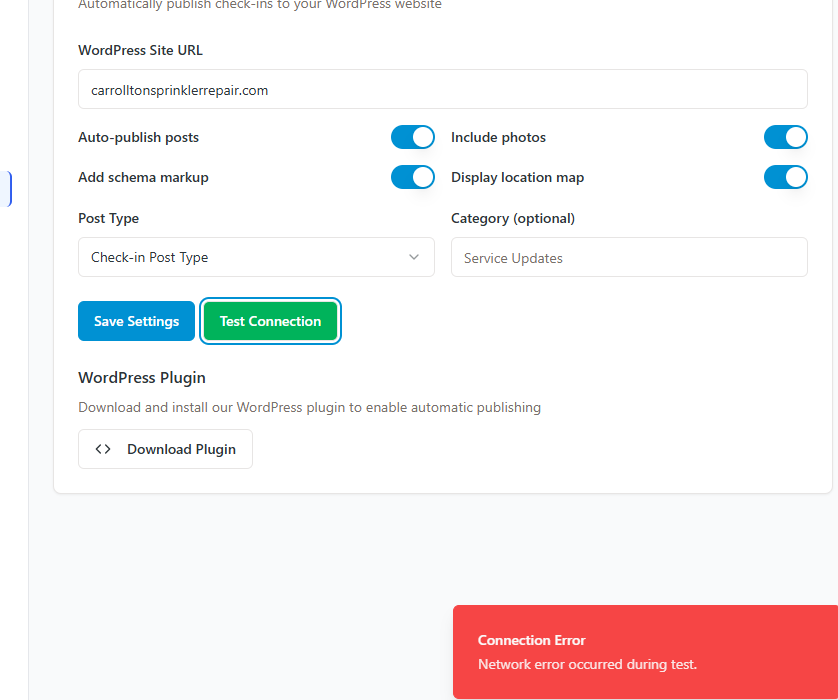 Automatically publish check-ins to your WordPress website
WordPress Site URL
carrolltonsprinklerrepair.com
Auto-publish posts
Include photos
Add schema markup
Display location map
Post Type
Category (optional)
Check-in Post Type
Service Updates
Save Settings
Test Connection
WordPress Plugin
Download and install our WordPress plugin to enable automatic publishing
Download Plugin
Connection Error
Network error occurred during test.